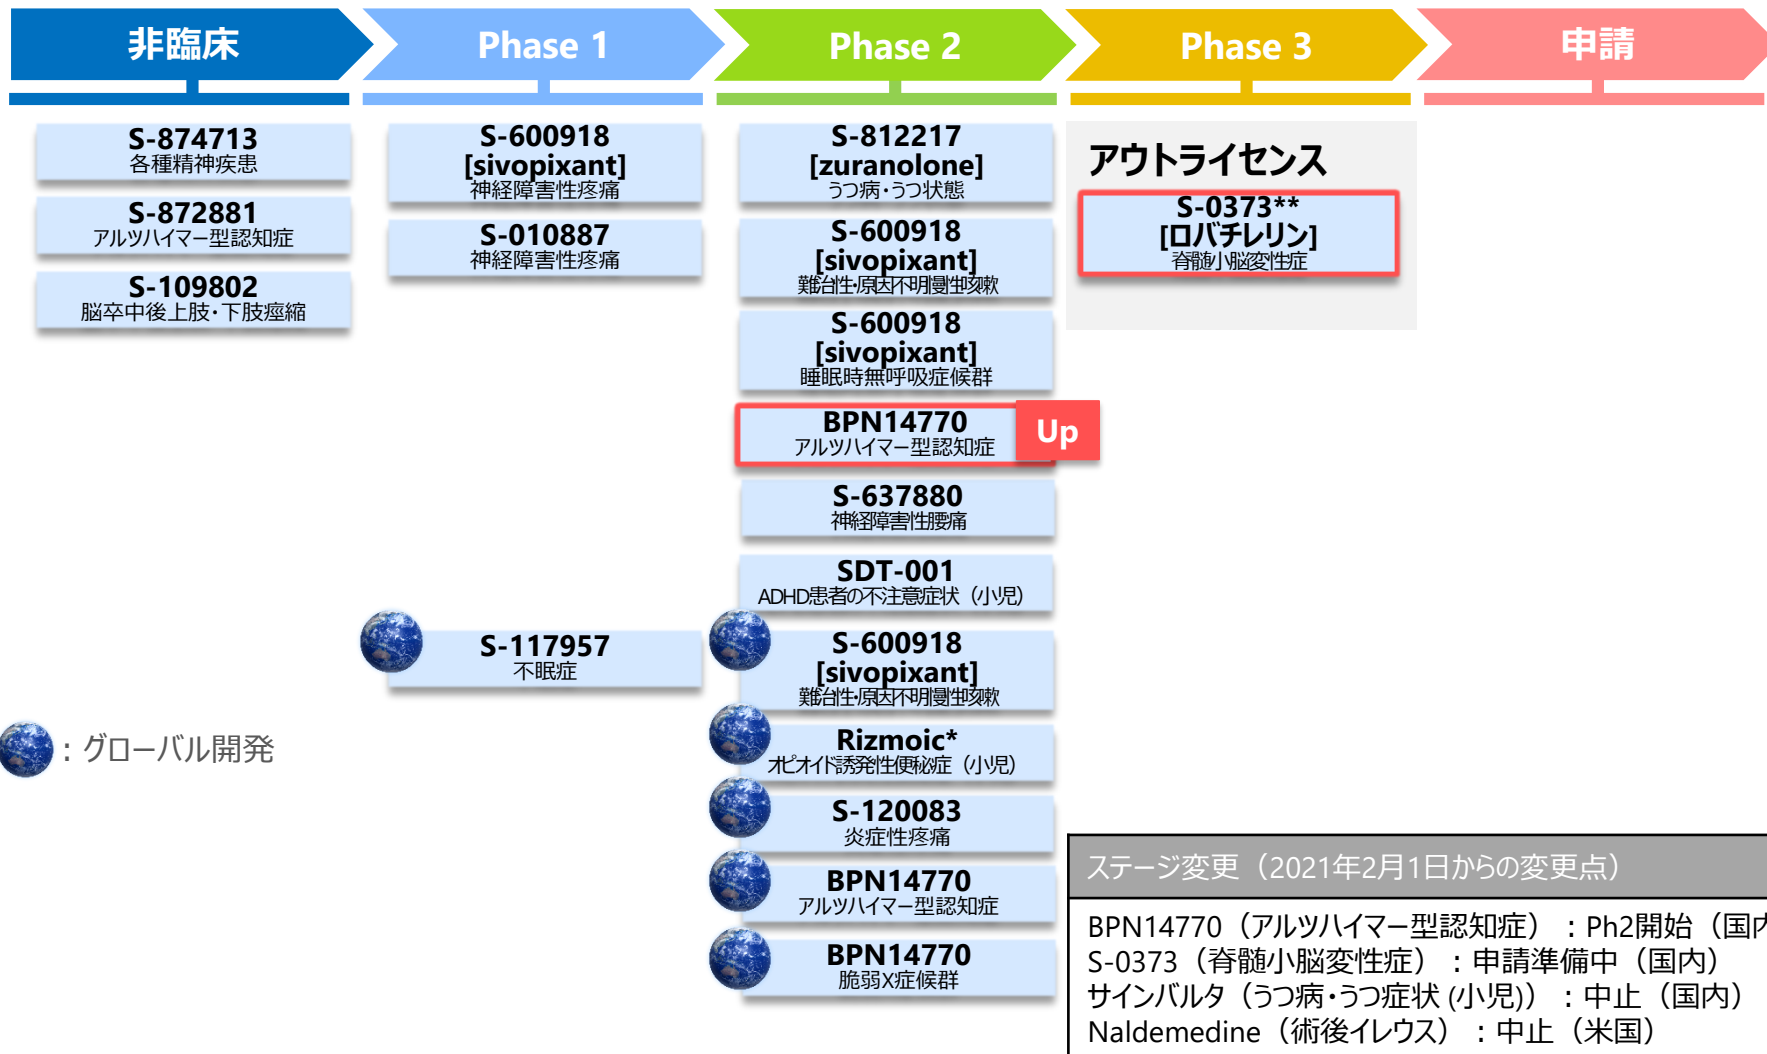 非臨床
Phase 1
Phase 2
Phase 3
申請
S-874713
各種精神疾患
S-872881
アルツハイマー型認知症
S-109802
脳卒中後上肢・下肢痙縮
S-600918
[sivopixant]
神経障害性疼痛
S-010887
神経障害性疼痛
S-117957
不眠症
S-812217
[zuranolone]
うつ病・うつ状態
S-600918
[sivopixant]
難治性・原因不明慢性咳嗽
S-600918
[sivopixant]
睡眠時無呼吸症候群
BPN14770
アルツハイマー型認知症
Up
S-637880
神経障害性腰痛
SDT-001
ADHD患者の不注意症状（小児）
S-600918
[sivopixant]
難治性・原因不明慢性咳嗽
Rizmoic*
オピオイド誘発性便秘症（小児）
S-120083
炎症性疼痛
BPN14770
アルツハイマー型認知症
BPN14770
脆弱X症候群
アウトライセンス
S-0373**
[ロバチレリン]
脊髄小脳変性症
：グローバル開発
ステージ変更（2021年2月1日からの変更点）
BPN14770（アルツハイマー型認知症）：Ph2開始（国内
S-0373（脊髄小脳変性症）：申請準備中（国内）
サインバルタ（うつ病・うつ症状 (小児)）：中止（国内）
Naldemedine（術後イレウス）：中止（米国）